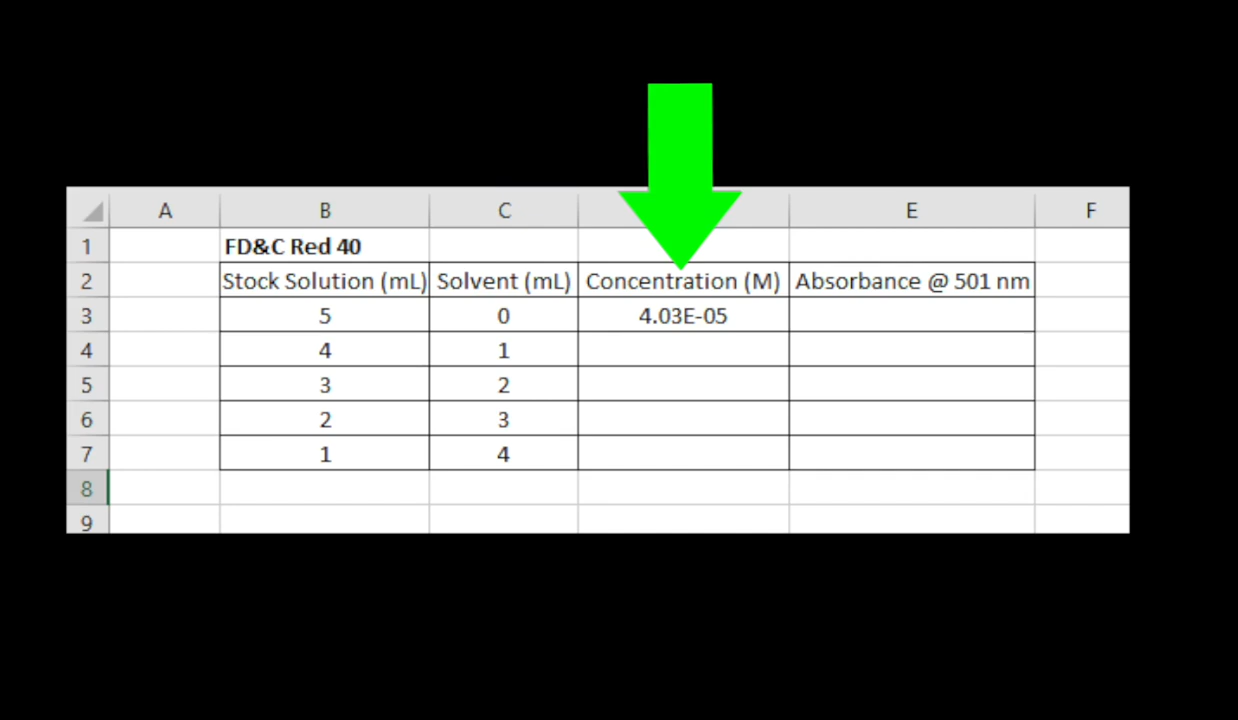 A B C E F
1 FD&C Red 40
2 Stock Solution (mL) Solvent (mL) Concentration (M) Absorbance @ 501 nm
3 5 0 4.03E-05
4 4 1
5 3 2
6 2 3
7 1 4
8
9